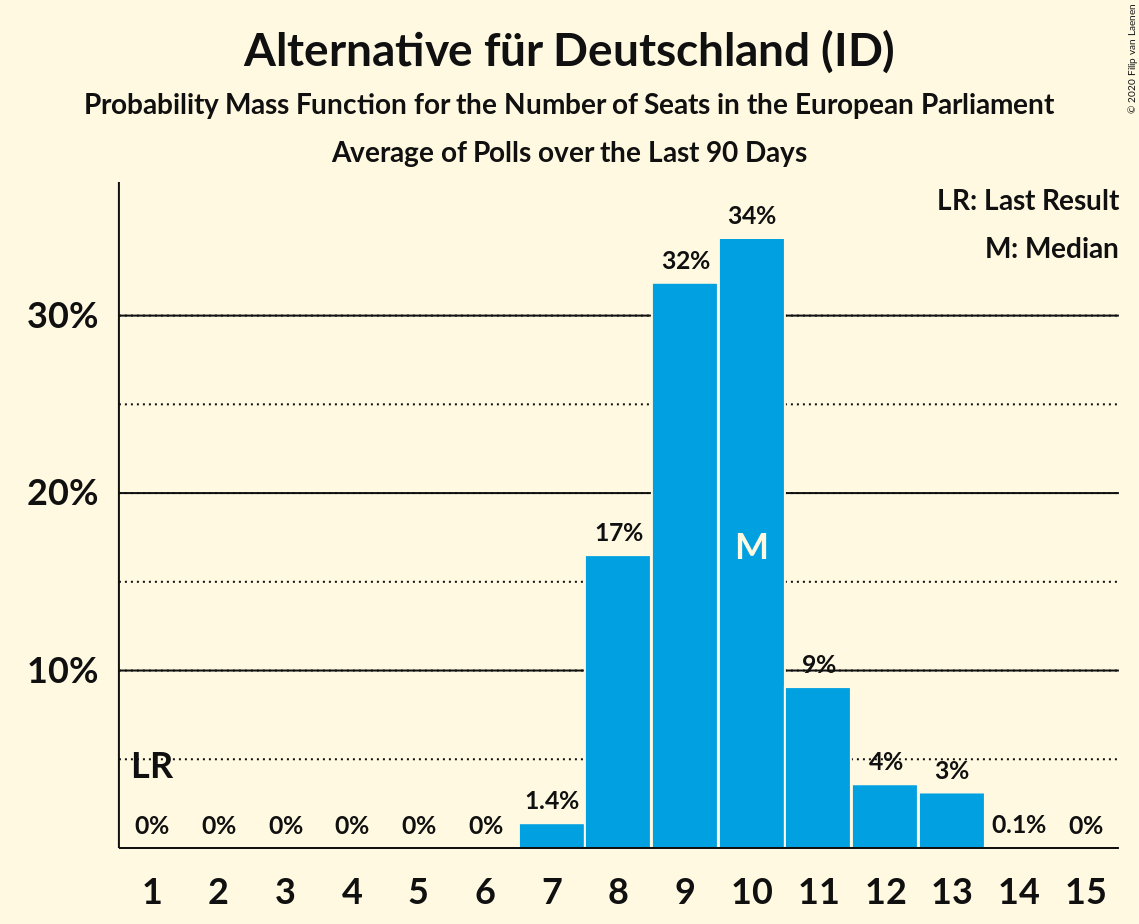 Alternative für Deutschland (ID)
Probability Mass Function for the Number of Seats in the European Parliament
Average of Polls over the Last 90 Days
© 2020 Filip van Laenen
LR: Last Result
M: Median
34%
32%
30%
20%
17%
M
10%
9%
LR
4%
3%
1.4%
0% 0% 0% 0% 0% 0% 0.1% 0%
1 2 3 4 5 6 7 8 9 10 11 12 13 14 15